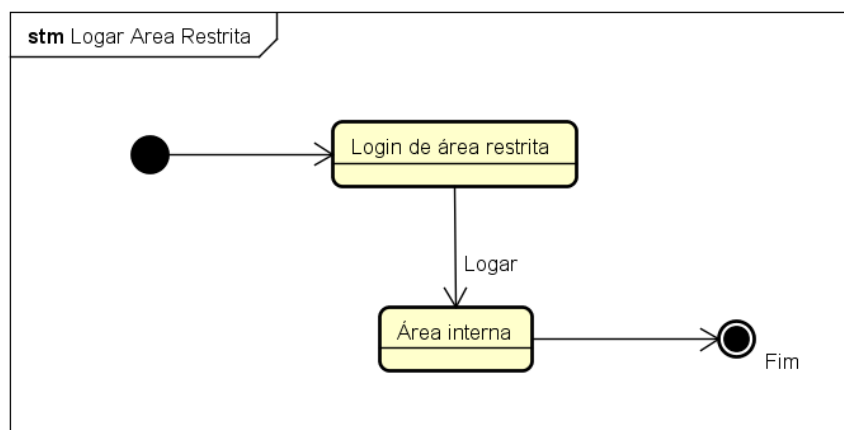 stm Logar Area Restrita
Login de área restrita
Logar
Área interna
Fim